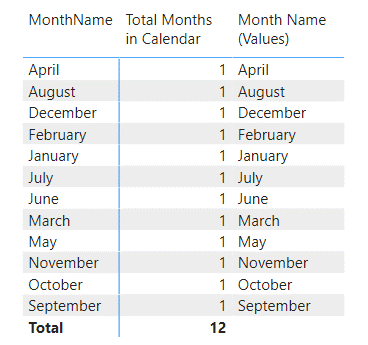 MonthName Total Months in Calendar Month Name (Values)
April 1 April
August 1 August
December 1 December
February 1 February
January 1 January
July 1 July
June 1 June
March 1 March
May 1 May
November 1 November
October 1 October
September 1 September
Total 12